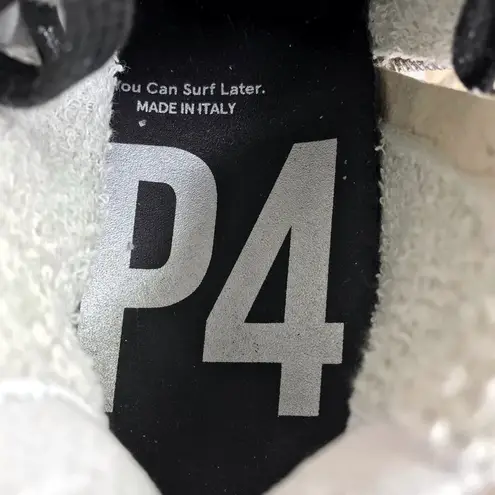 You Can Surf Later.
MADE IN ITALY
P4